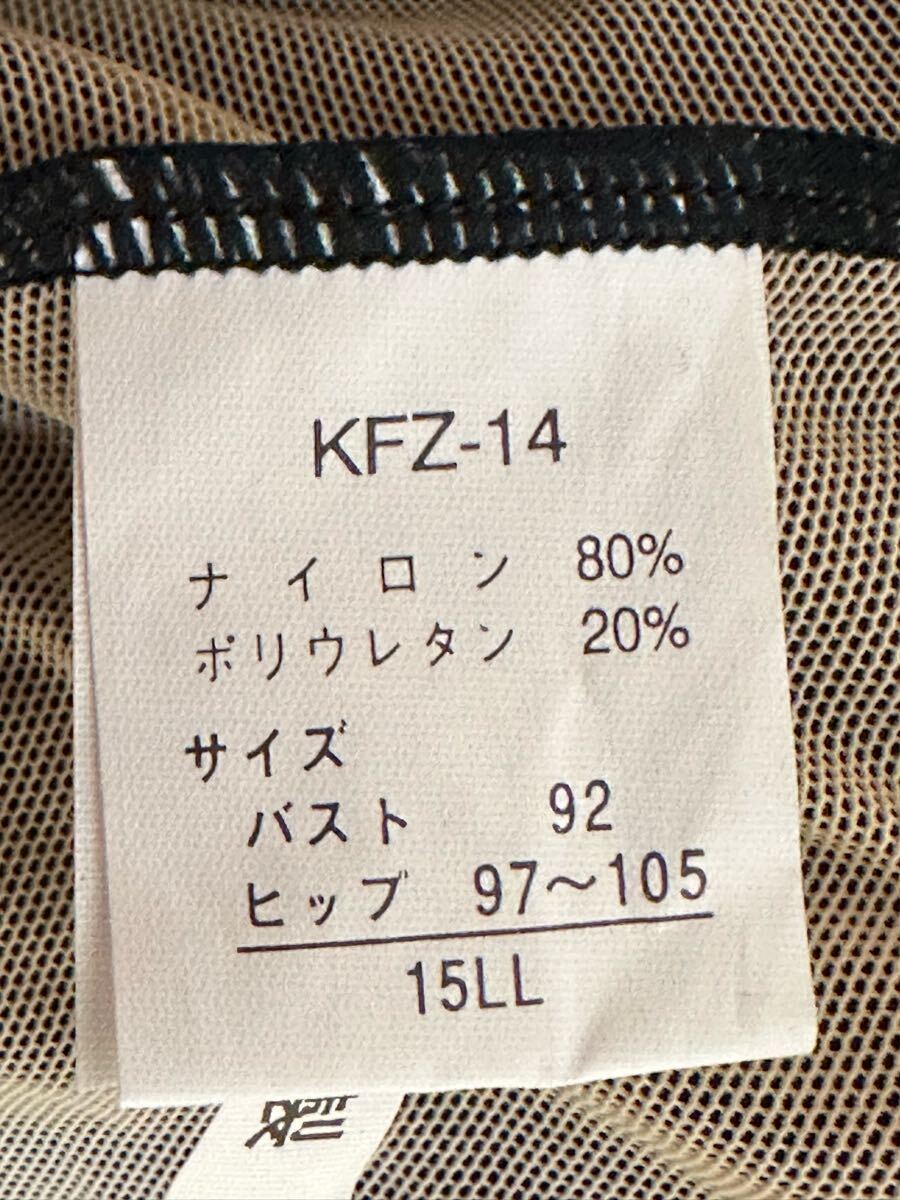 KFZ-14
ナイロン 80%
ポリウレタン 20%
サイズ
バスト 92
ヒップ 97〜105
15LL